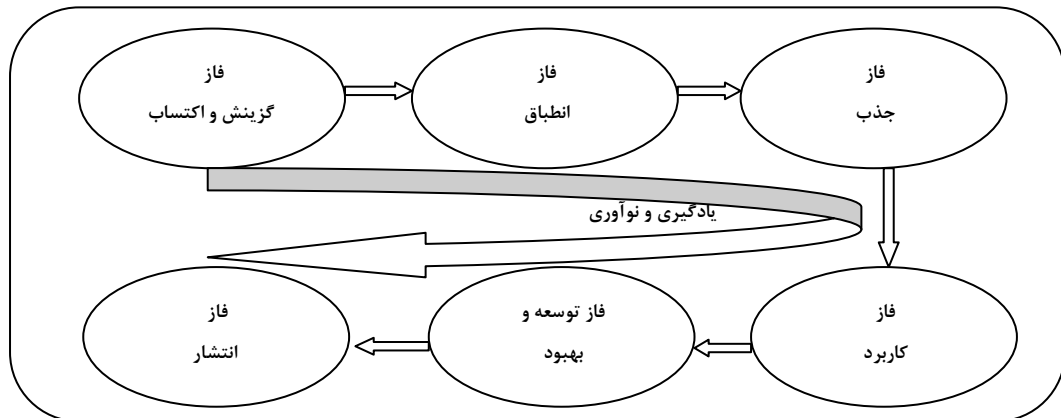 فاز
گزینش و اکتساب
فاز
انطباق
فاز
جذب
یادگیری و نوآوری
فاز
کاربرد
فاز توسعه و
بهبود
فاز
انتشار